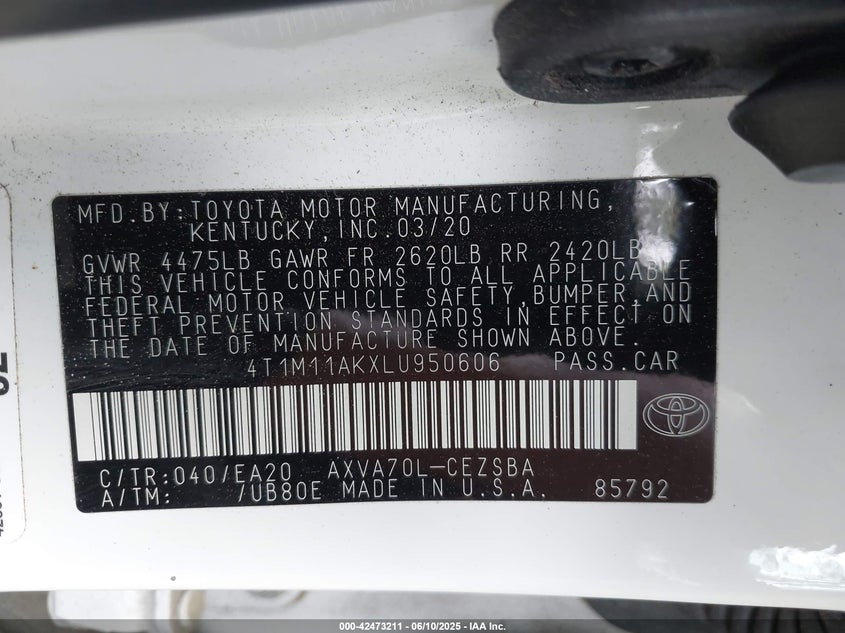 MFD.BY:TOYOTA MOTOR MANUFACTURING,
KENTUCKY,INC.03/20
GVWR 4475LB GAWR FR 2620LB RR 2420LB
THIS VEHICLE CONFORMS TO ALL APPLICABLE
FEDERAL MOTOR VEHICLE SAFETY,BUMPER,AND
THEFT PREVENTION STANDARDS IN EFFECT ON
THE DATE OF MANUFACTURE SHOWN ABOVE.
4T1M11AKXLU950606 PASS.CAR
C/TR:040/EA20 AXVA70L-CEZSBA
A/TM: /UB80E MADE IN U.S.A. 85792
000-42473211 - 06/10/2025 - IAA Inc.